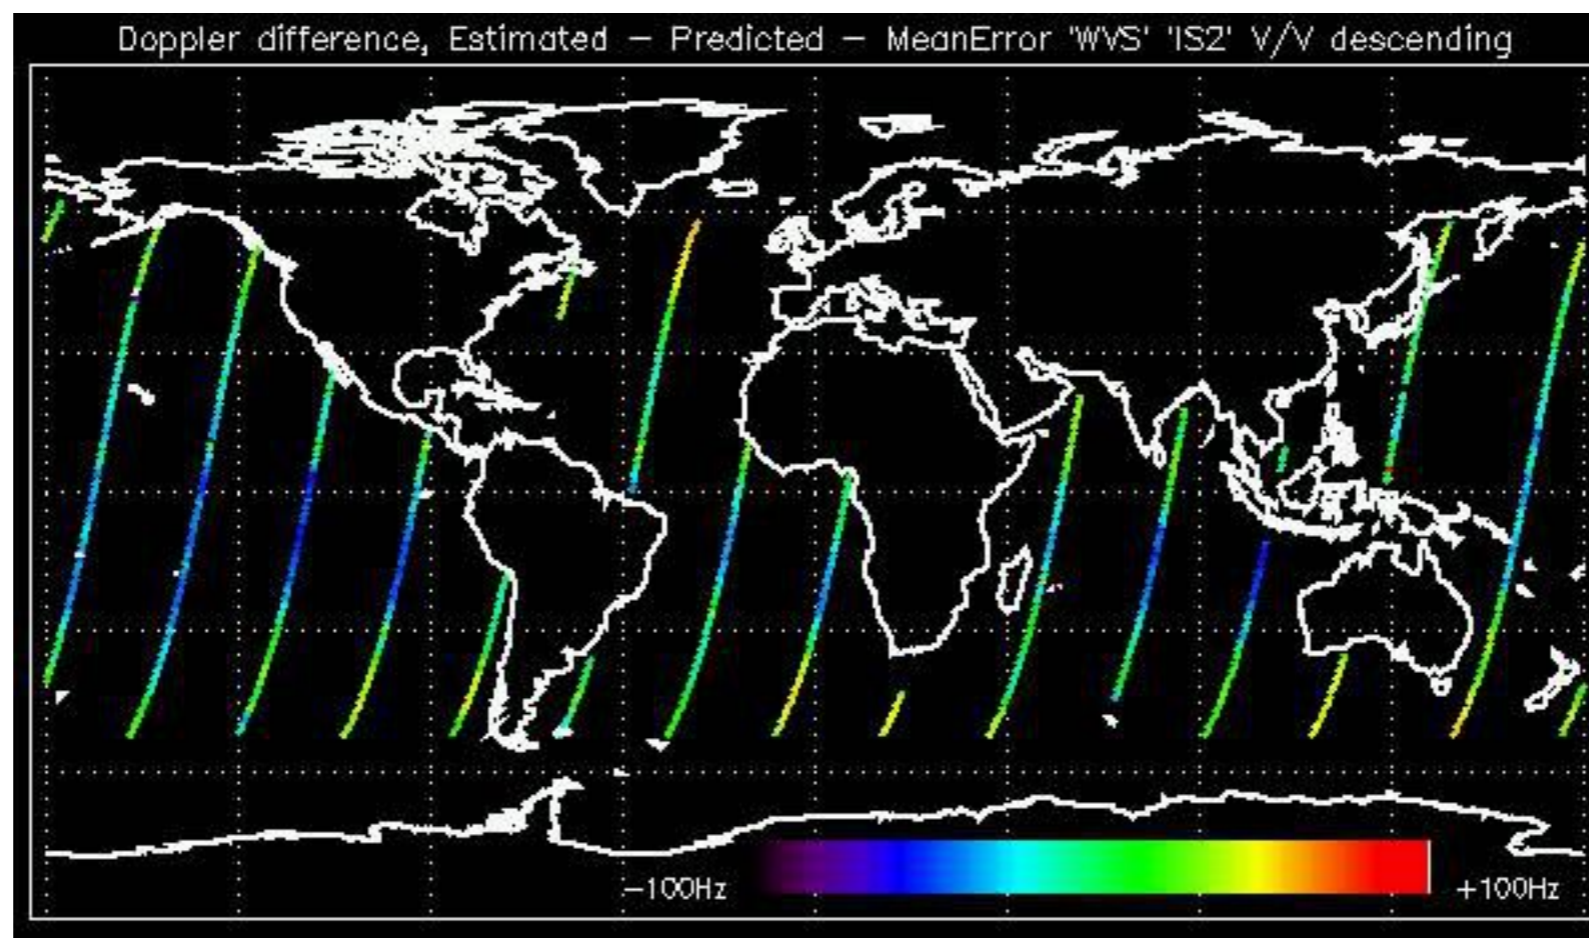 Doppler difference, Estimated – Predicted – MeanError 'WVS' 'IS2' V/V descending
–100Hz
+100Hz